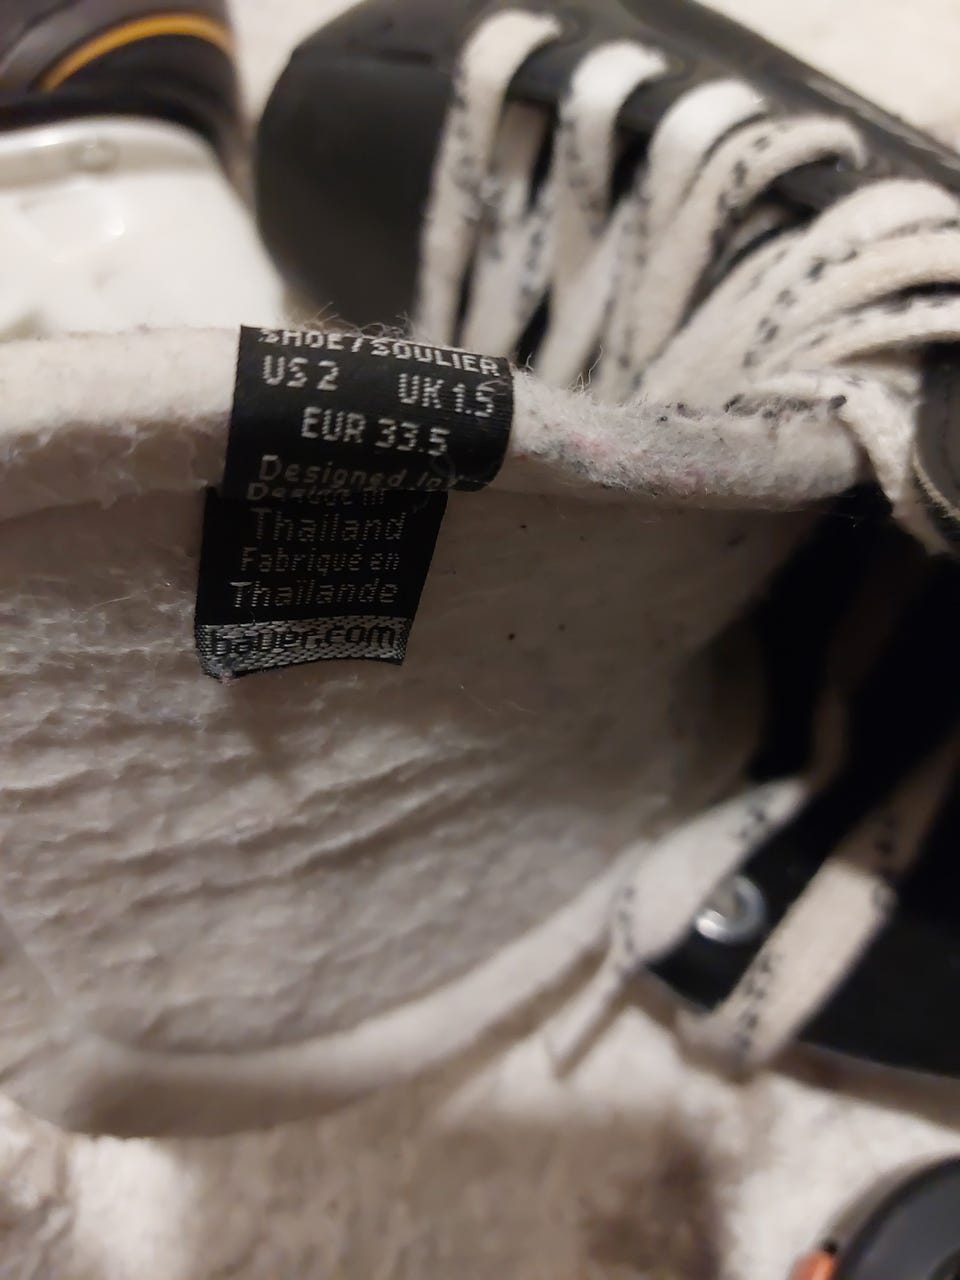 SHOE/SOULIER
US 2 UK 1.5
EUR 33.5
Designed in/
Thailand
Fabriqué en
Thaïlande
bauer.com